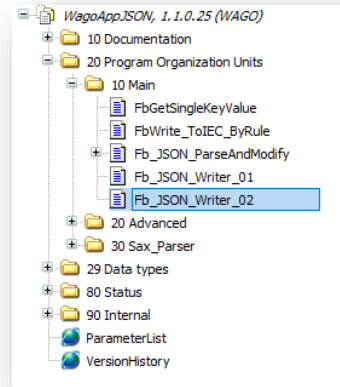 WagoAppJSON, 1.1.0.25 (WAGO)
10 Documentation
20 Program Organization Units
10 Main
FbGetSingleKeyValue
FbWrite_ToIEC_ByRule
Fb_JSON_ParseAndModify
Fb_JSON_Writer_01
Fb_JSON_Writer_02
20 Advanced
30 Sax_Parser
29 Data types
80 Status
90 Internal
ParameterList
VersionHistory